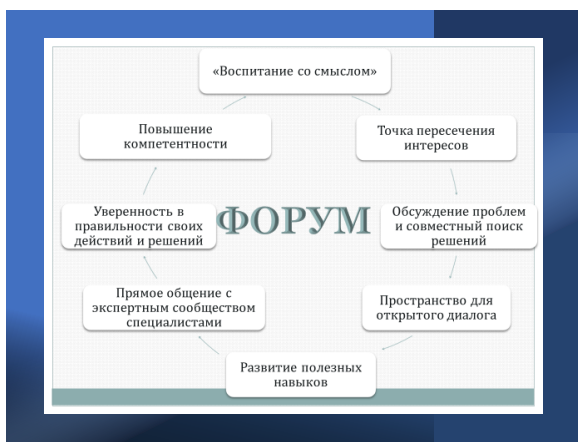 «Воспитание со смыслом»
Точка пересечения
интересов
Обсуждение проблем
и совместный поиск
решений
Пространство для
открытого диалога
Развитие полезных
навыков
Прямое общение с
экспертным сообществом
специалистами
Уверенность в
правильности своих
действий и решений
Повышение
компетентности
ФОРУМ